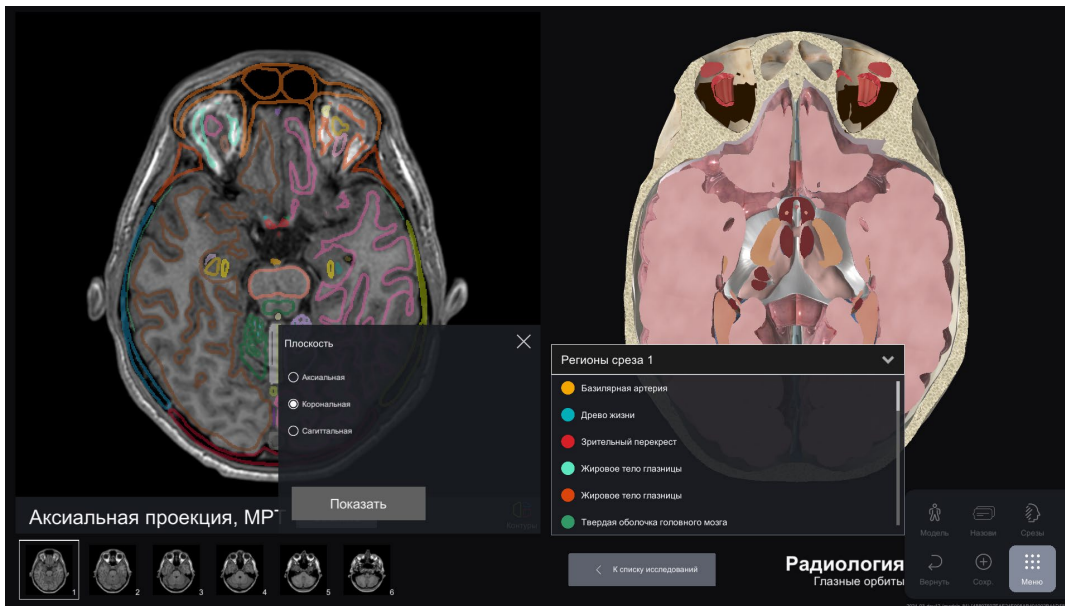 Плоскость
Аксиальная
Корональная
Сагиттальная
Показать
Аксиальная проекция, МРТ
Контуры
1
2
3
4
5
6
Регионы среза 1
Базилярная артерия
Древо жизни
Зрительный перекрест
Жировое тело глазницы
Жировое тело глазницы
Твердая оболочка головного мозга
К списку исследований
Радиология
Глазные орбиты
Модель
Назови
Срезы
Вернуть
Сохр.
Меню